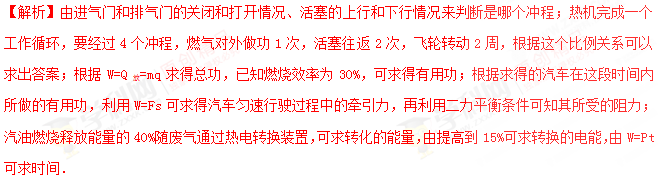 【解析】由进气门和排气门的关闭和打开情况、活塞的上行和下行情况来判断是哪个冲程；热机完成一个
工作循环，要经过 4 个冲程，燃气对外做功 1 次，活塞往返 2 次，飞轮转动 2 周，根据这个比例关系可以
求出答案；根据 W=Q放=mq 求得总功，已知燃烧效率为 30%，可求得有用功；根据求得的汽车在这段时间内
所做的有用功，利用 W=Fs 可求得汽车匀速行驶过程中的牵引力，再利用二力平衡条件可知其所受的阻力；
汽油燃烧释放能量的 40%随废气通过热电转换装置，可求转化的能量，由提高到 15%可求转换的电能，由 W=Pt
可求时间．